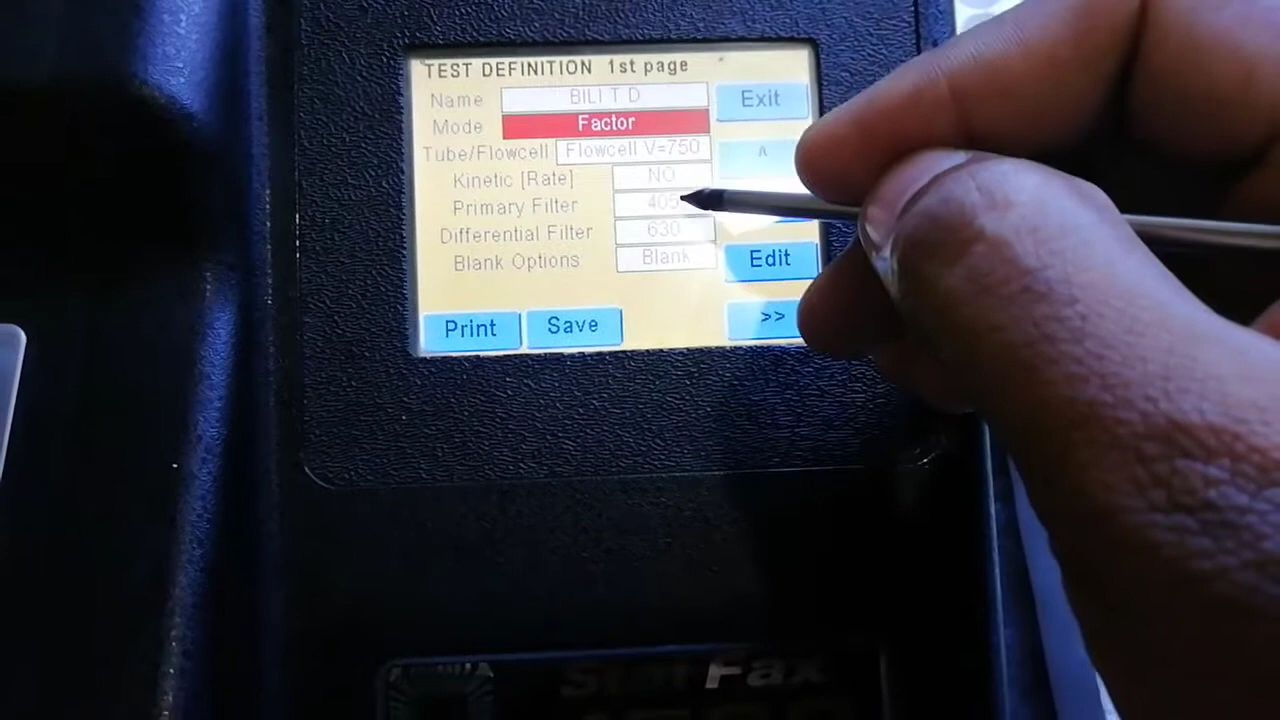 TEST DEFINITION 1st page
Name BILI T D Exit
Mode Factor
Tube/Flowcell Flowcell V=750 ^
Kinetic [Rate] NO
Primary Filter 405
Differential Filter 630
Blank Options Blank Edit
Print Save >>
Fax